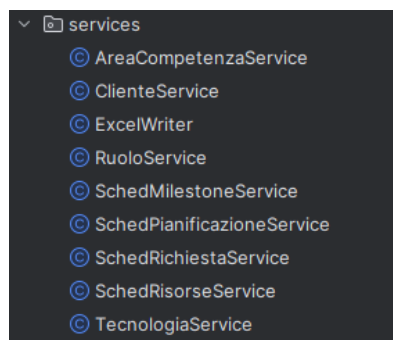 services
AreaCompetenzaService
ClienteService
ExcelWriter
RuoloService
SchedMilestoneService
SchedPianificazioneService
SchedRichiestaService
SchedRisorseService
TecnologiaService